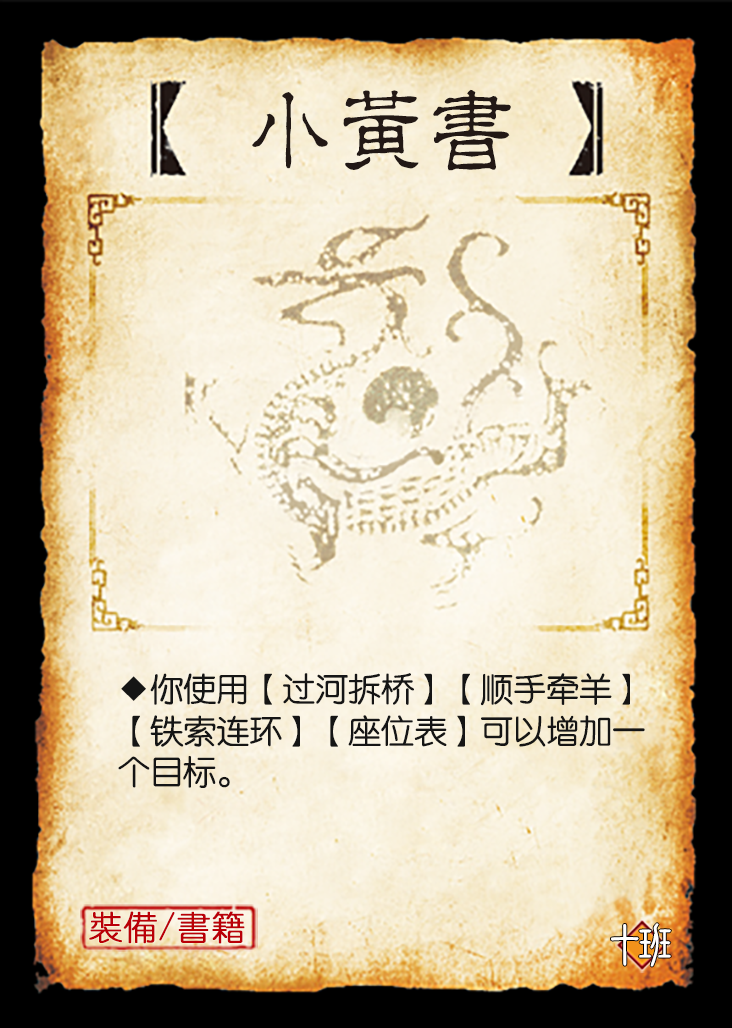 小黃書
◆你使用【过河拆桥】【顺手牵羊】
【铁索连环】【座位表】可以增加一
个目标。
裝備/書籍
十班